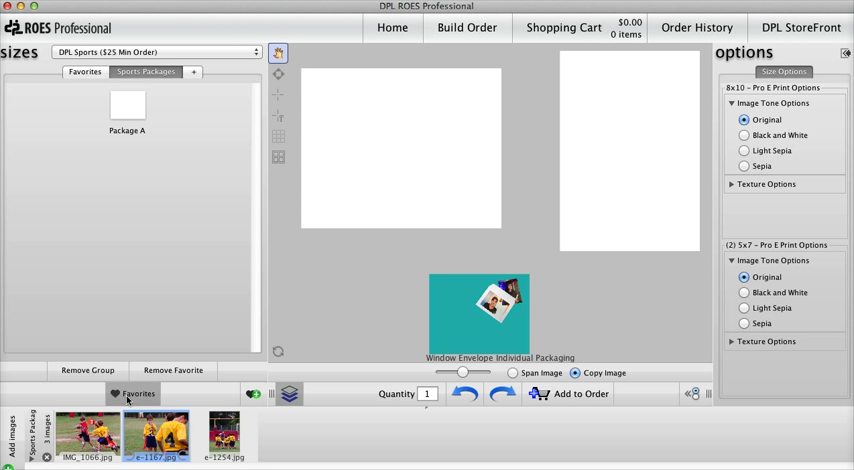 DPL ROES Professional
dpl ROES Professional
Home
Build Order
Shopping Cart
$0.00
0 items
Order History
DPL StoreFront
sizes
DPL Sports ($25 Min Order)
Favorites
Sports Packages
+
Package A
Remove Group
Remove Favorite
Favorites
options
Size Options
8x10 - Pro E Print Options
Image Tone Options
Original
Black and White
Light Sepia
Sepia
Texture Options
(2) 5x7 - Pro E Print Options
Image Tone Options
Original
Black and White
Light Sepia
Sepia
Texture Options
Window Envelope Individual Packaging
Span Image
Copy Image
Quantity
1
Add to Order
Add images
Sports Packag
3 images
IMG_1066.jpg
e-1167.jpg
e-1254.jpg
4